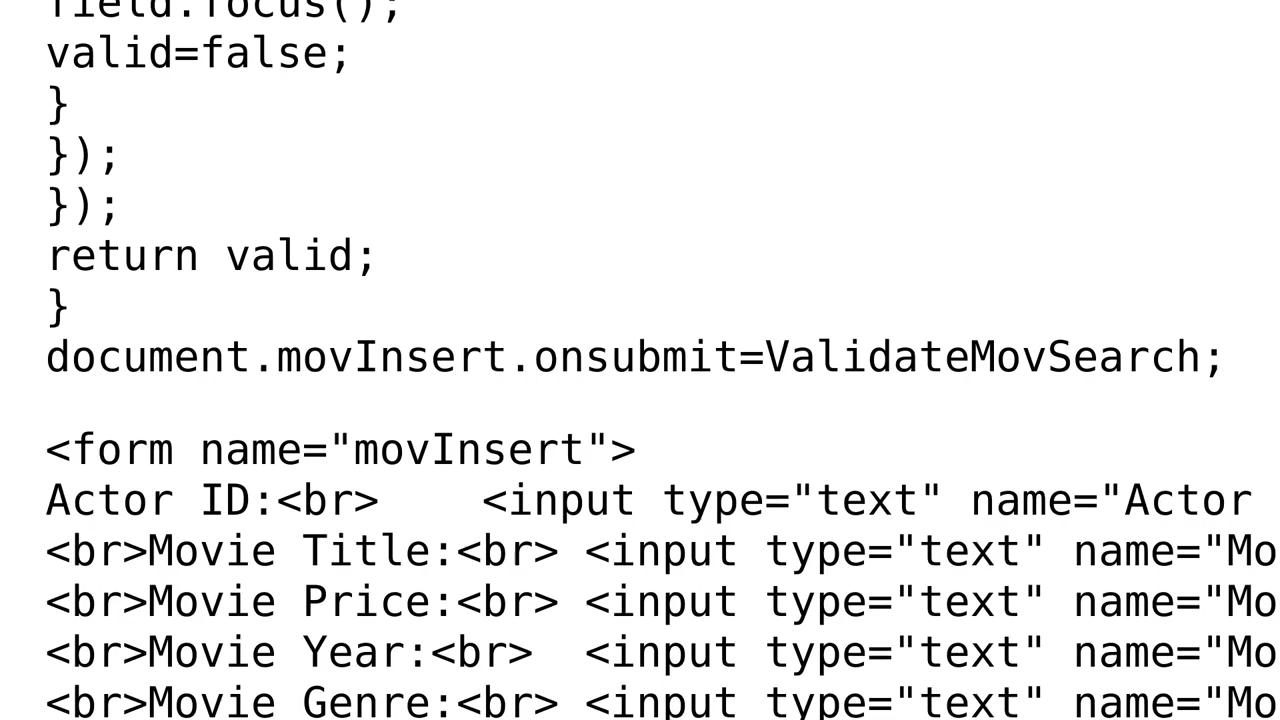 field.focus();
valid=false;
}
});
});
return valid;
}
document.movInsert.onsubmit=ValidateMovSearch;
<form name="movInsert">
Actor ID:<br>    <input type="text" name="Actor
<br>Movie Title:<br> <input type="text" name="Mo
<br>Movie Price:<br> <input type="text" name="Mo
<br>Movie Year:<br>  <input type="text" name="Mo
<br>Movie Genre:<br> <input type="text" name="Mo